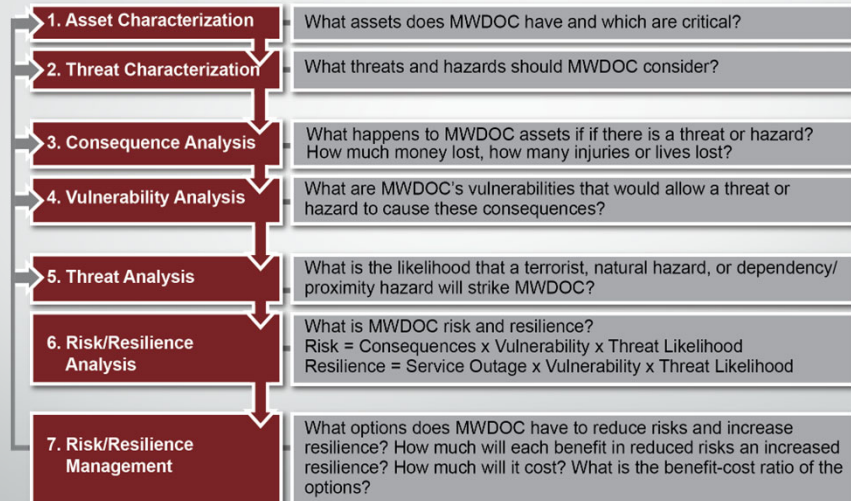 1. Asset Characterization
What assets does MWDOC have and which are critical?
2. Threat Characterization
What threats and hazards should MWDOC consider?
3. Consequence Analysis
What happens to MWDOC assets if if there is a threat or hazard?
How much money lost, how many injuries or lives lost?
4. Vulnerability Analysis
What are MWDOC's vulnerabilities that would allow a threat or
hazard to cause these consequences?
5. Threat Analysis
What is the likelihood that a terrorist, natural hazard, or dependency/
proximity hazard will strike MWDOC?
6. Risk/Resilience
Analysis
What is MWDOC risk and resilience?
Risk = Consequences x Vulnerability x Threat Likelihood
Resilience = Service Outage x Vulnerability x Threat Likelihood
7. Risk/Resilience
Management
What options does MWDOC have to reduce risks and increase
resilience? How much will each benefit in reduced risks an increased
resilience? How much will it cost? What is the benefit-cost ratio of the
options?